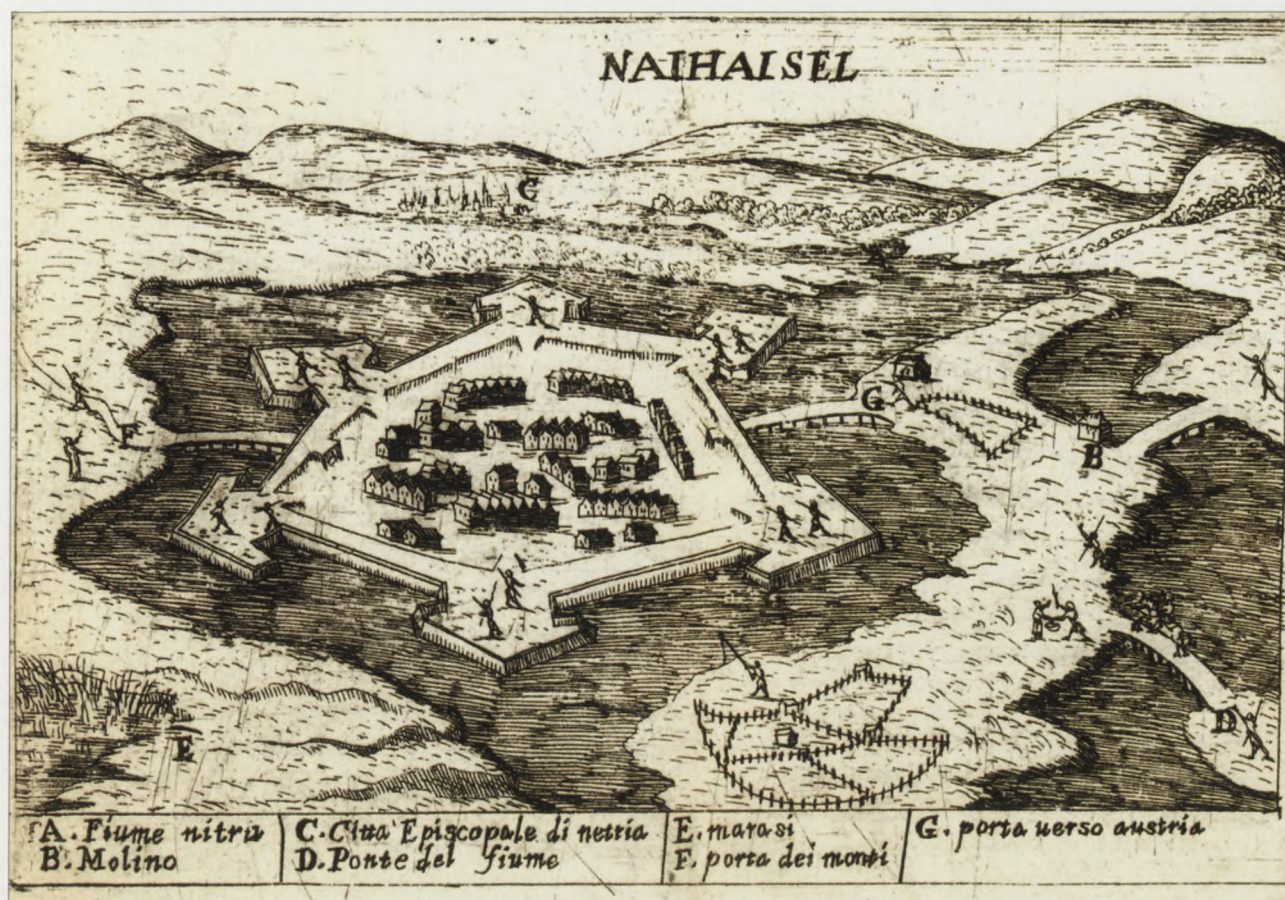 NAIHAISEL
C
A
G
F
B
D
E
A. Fiume nitria
B. Molino
C. Citta Episcopale di netria
D. Ponte del fiume
E. marasi
F. porta dei monti
G. porta uerso austria